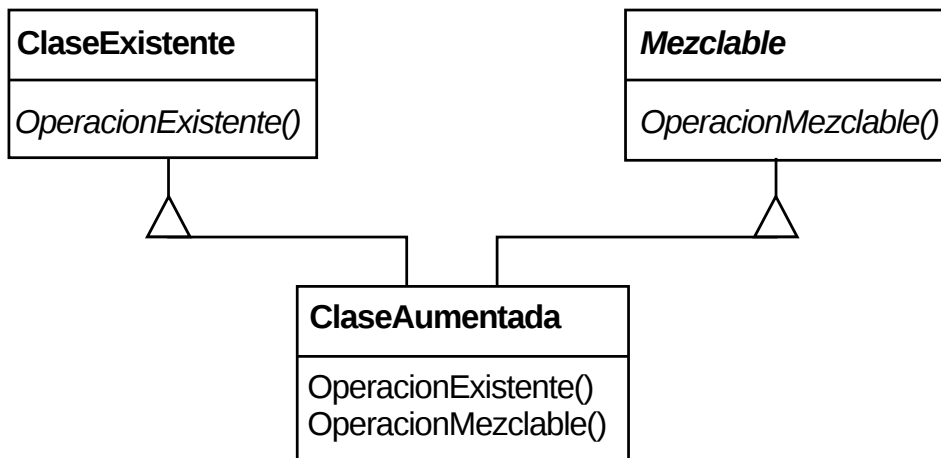 ClaseExistente
OperacionExistente()
Mezclable
OperacionMezclable()
ClaseAumentada
OperacionExistente()
OperacionMezclable()